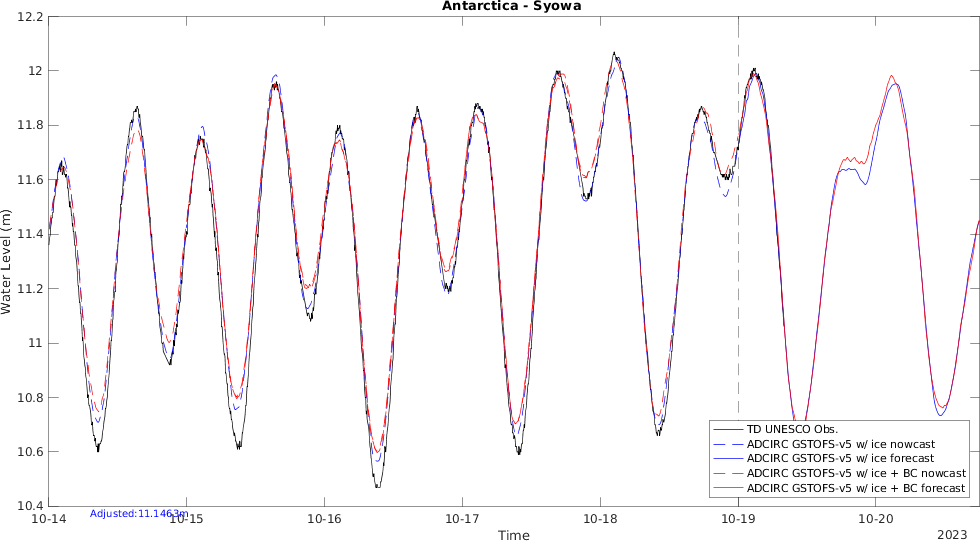 Antarctica - Syowa
12.2
12
11.8
11.6
11.4
11.2
11
10.8
10.6
10.4
Water Level (m)
TD UNESCO Obs.
ADCIRC GSTOFS-v5 w/ ice nowcast
ADCIRC GSTOFS-v5 w/ ice forecast
ADCIRC GSTOFS-v5 w/ ice + BC nowcast
ADCIRC GSTOFS-v5 w/ ice + BC forecast
10-14 10-15 10-16 10-17 10-18 10-19 10-20
Adjusted:11.1463m
Time
2023